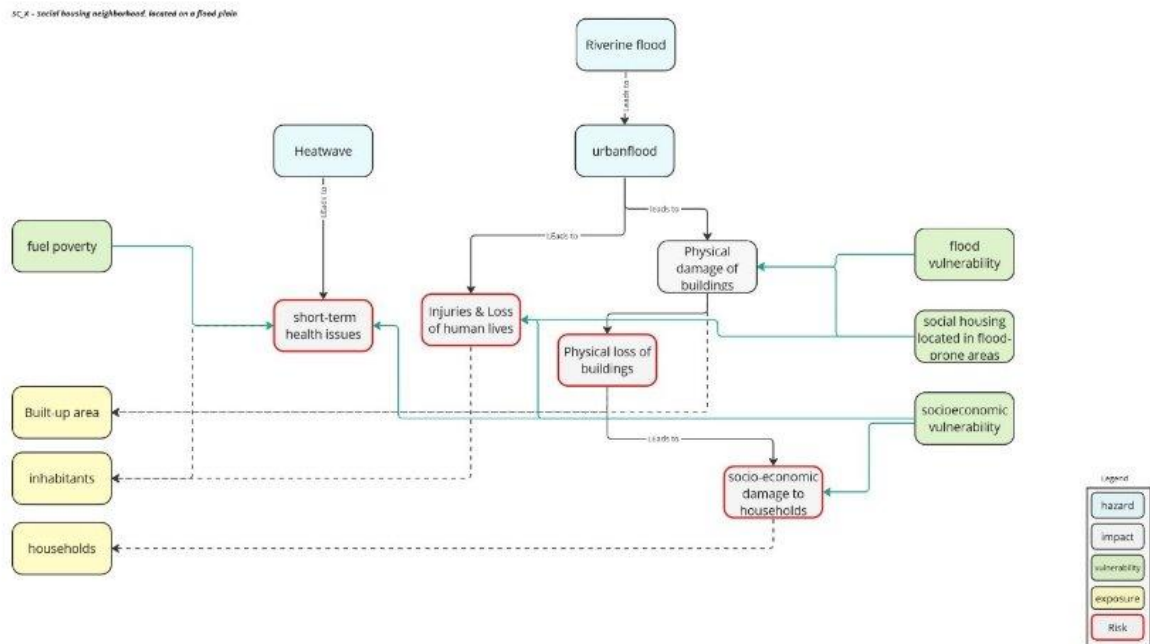 SC_X – Social housing neighborhood, located on a flood plain
Riverine flood
Leads to
Heatwave
urbanflood
Leads to
leads to
LEads to
fuel poverty
Physical
damage of
buildings
flood
vulnerability
short-term
health issues
Injuries & Loss
of human lives
social housing
located in flood-
prone areas
Physical loss of
buildings
Built-up area
socioeconomic
vulnerability
Leads to
inhabitants
socio-economic
damage to
households
households
Legend
hazard
impact
vulnerability
exposure
Risk